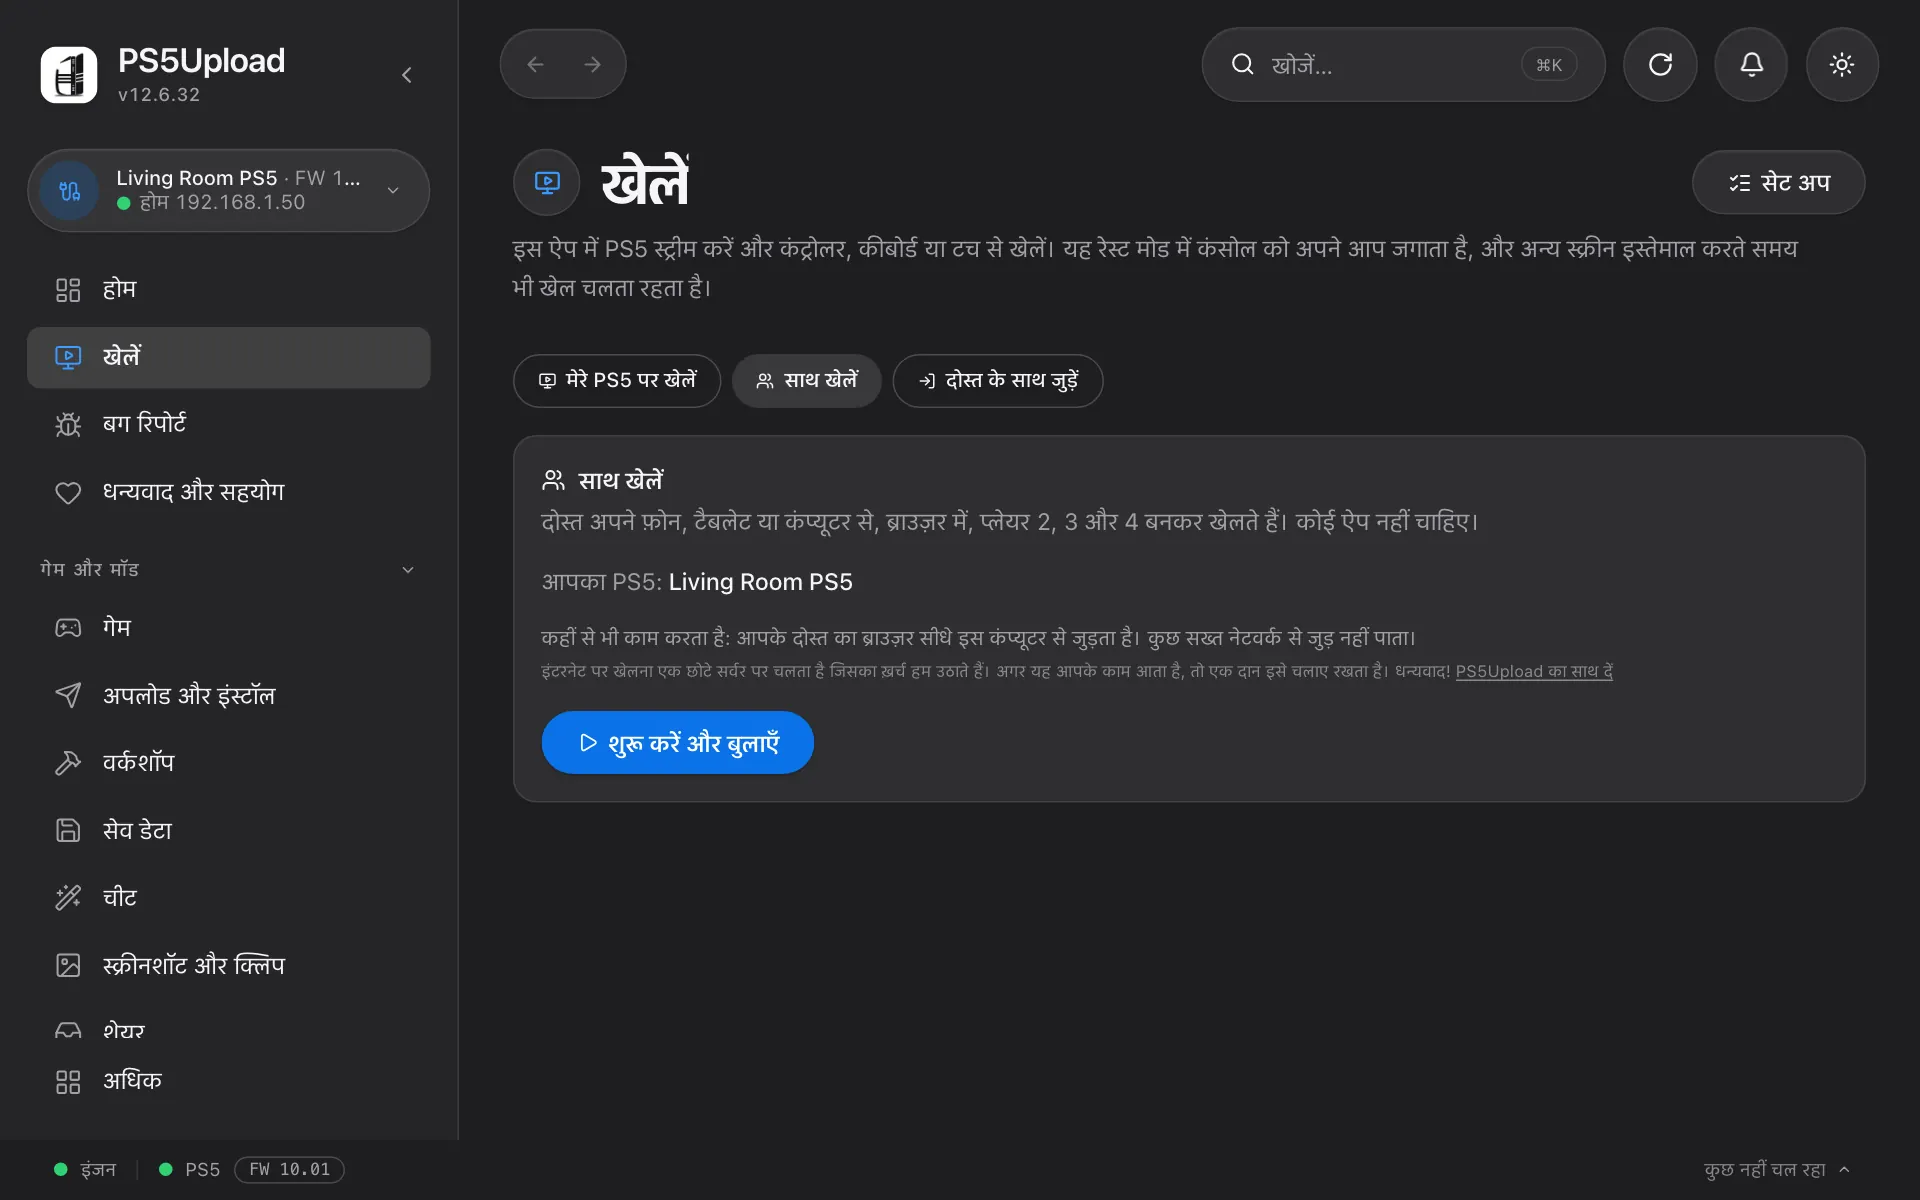 PS5Upload
v12.6.32
Living Room PS5 · FW 1...
होम 192.168.1.50
होम
खेलें
बग रिपोर्ट
धन्यवाद और सहयोग
गेम और मॉड
गेम
अपलोड और इंस्टॉल
वर्कशॉप
सेव डेटा
चीट
स्क्रीनशॉट और क्लिप
शेयर
अधिक
खोजें...
⌘K
खेलें
सेट अप
इस ऐप में PS5 स्ट्रीम करें और कंट्रोलर, कीबोर्ड या टच से खेलें। यह रेस्ट मोड में कंसोल को अपने आप जगाता है, और अन्य स्क्रीन इस्तेमाल करते समय
भी खेल चलता रहता है।
मेरे PS5 पर खेलें
साथ खेलें
दोस्त के साथ जुड़ें
साथ खेलें
दोस्त अपने फ़ोन, टैबलेट या कंप्यूटर से, ब्राउज़र में, प्लेयर 2, 3 और 4 बनकर खेलते हैं। कोई ऐप नहीं चाहिए।
आपका PS5: Living Room PS5
कहीं से भी काम करता है: आपके दोस्त का ब्राउज़र सीधे इस कंप्यूटर से जुड़ता है। कुछ सख्त नेटवर्क से जुड़ नहीं पाता।
इंटरनेट पर खेलना एक छोटे सर्वर पर चलता है जिसका ख़र्च हम उठाते हैं। अगर यह आपके काम आता है, तो एक दान इसे चलाए रखता है। धन्यवाद! PS5Upload का साथ दें
शुरू करें और बुलाएँ
इंजन
PS5
FW 10.01
कुछ नहीं चल रहा